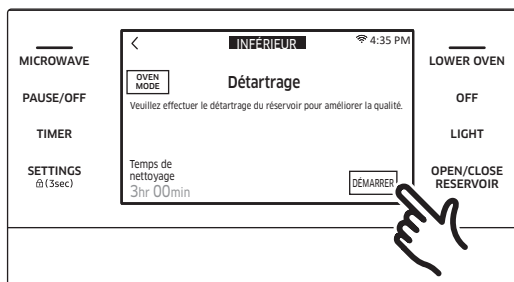 MICROWAVE
PAUSE/OFF
TIMER
SETTINGS
(3sec)
INFÉRIEUR
4:35 PM
OVEN
MODE
Détartrage
Veuillez effectuer le détartrage du réservoir pour améliorer la qualité.
Temps de
nettoyage
3hr 00min
DÉMARRER
LOWER OVEN
OFF
LIGHT
OPEN/CLOSE
RESERVOIR